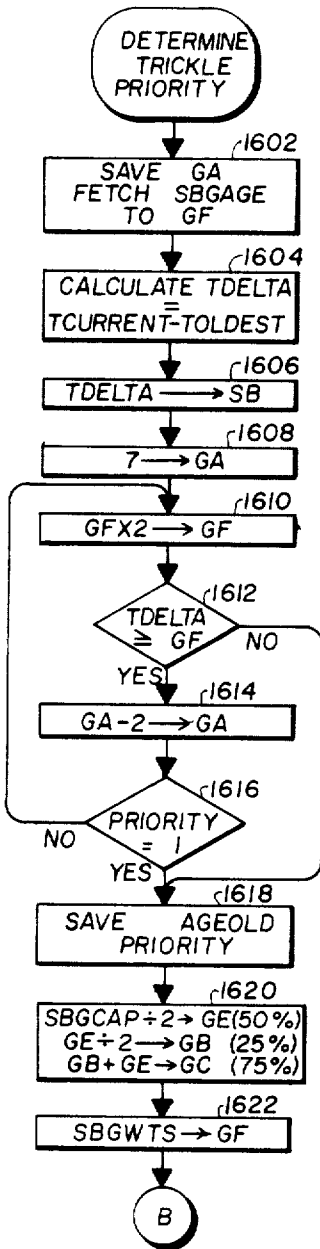 DETERMINE
TRICKLE
PRIORITY
1602
SAVE GA
FETCH SBGAGE
TO GF
1604
CALCULATE TDELTA
=
TCURRENT-TOLDEST
1606
TDELTA → SB
1608
7 → GA
1610
GFX2 → GF
1612
TDELTA
≥ GF
NO
YES
1614
GA-2 → GA
1616
PRIORITY
= 1
NO
YES
1618
SAVE AGEOLD
PRIORITY
1620
SBGCAP÷2 → GE (50%)
GE÷2 → GB (25%)
GB+GE → GC (75%)
1622
SBGWTS → GF
B